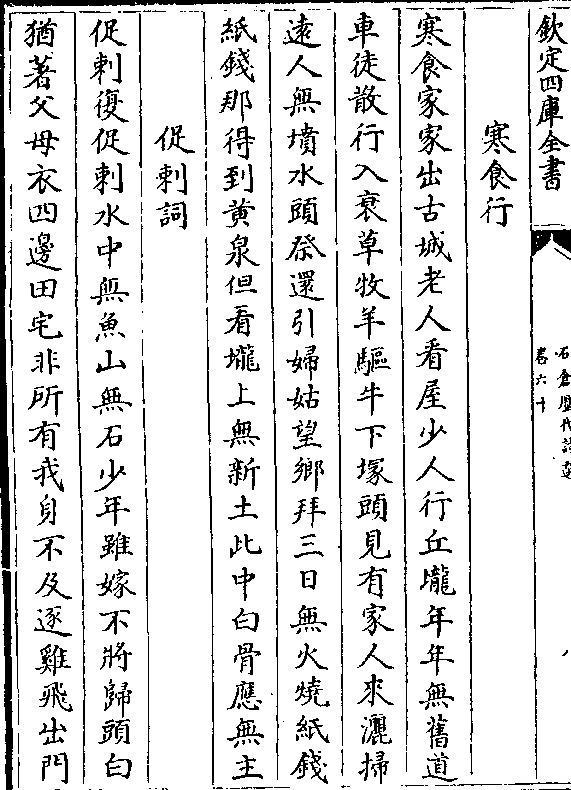 欽定四庫全書
石倉歷代詩選
卷六十
寒食行
寒食家家出古城老人看屋少人行丘壠年年無舊道
車徒散行入衰草牧羊驅牛下塚頭見有家人來灑掃
遠人無墳水頭祭還引婦姑望鄉拜三日無火燒紙錢
紙錢那得到黃泉但看壠上無新土此中白骨應無主
促刺詞
促刺復促刺水中無魚山無石少年雖嫁不將歸頭白
猶著父母衣四邊田宅非所有我身不及逐雞飛出門